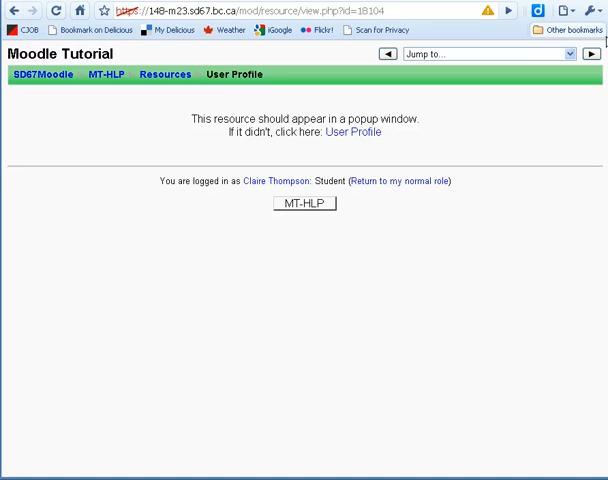 https://148-m23.sd67.bc.ca/mod/resource/view.php?id=18104
CJOB Bookmark on Delicious My Delicious Weather iGoogle Flickr! Scan for Privacy Other bookmarks
Moodle Tutorial
Jump to...
SD67Moodle MT-HLP Resources User Profile
This resource should appear in a popup window.
If it didn't, click here: User Profile
You are logged in as Claire Thompson: Student (Return to my normal role)
MT-HLP